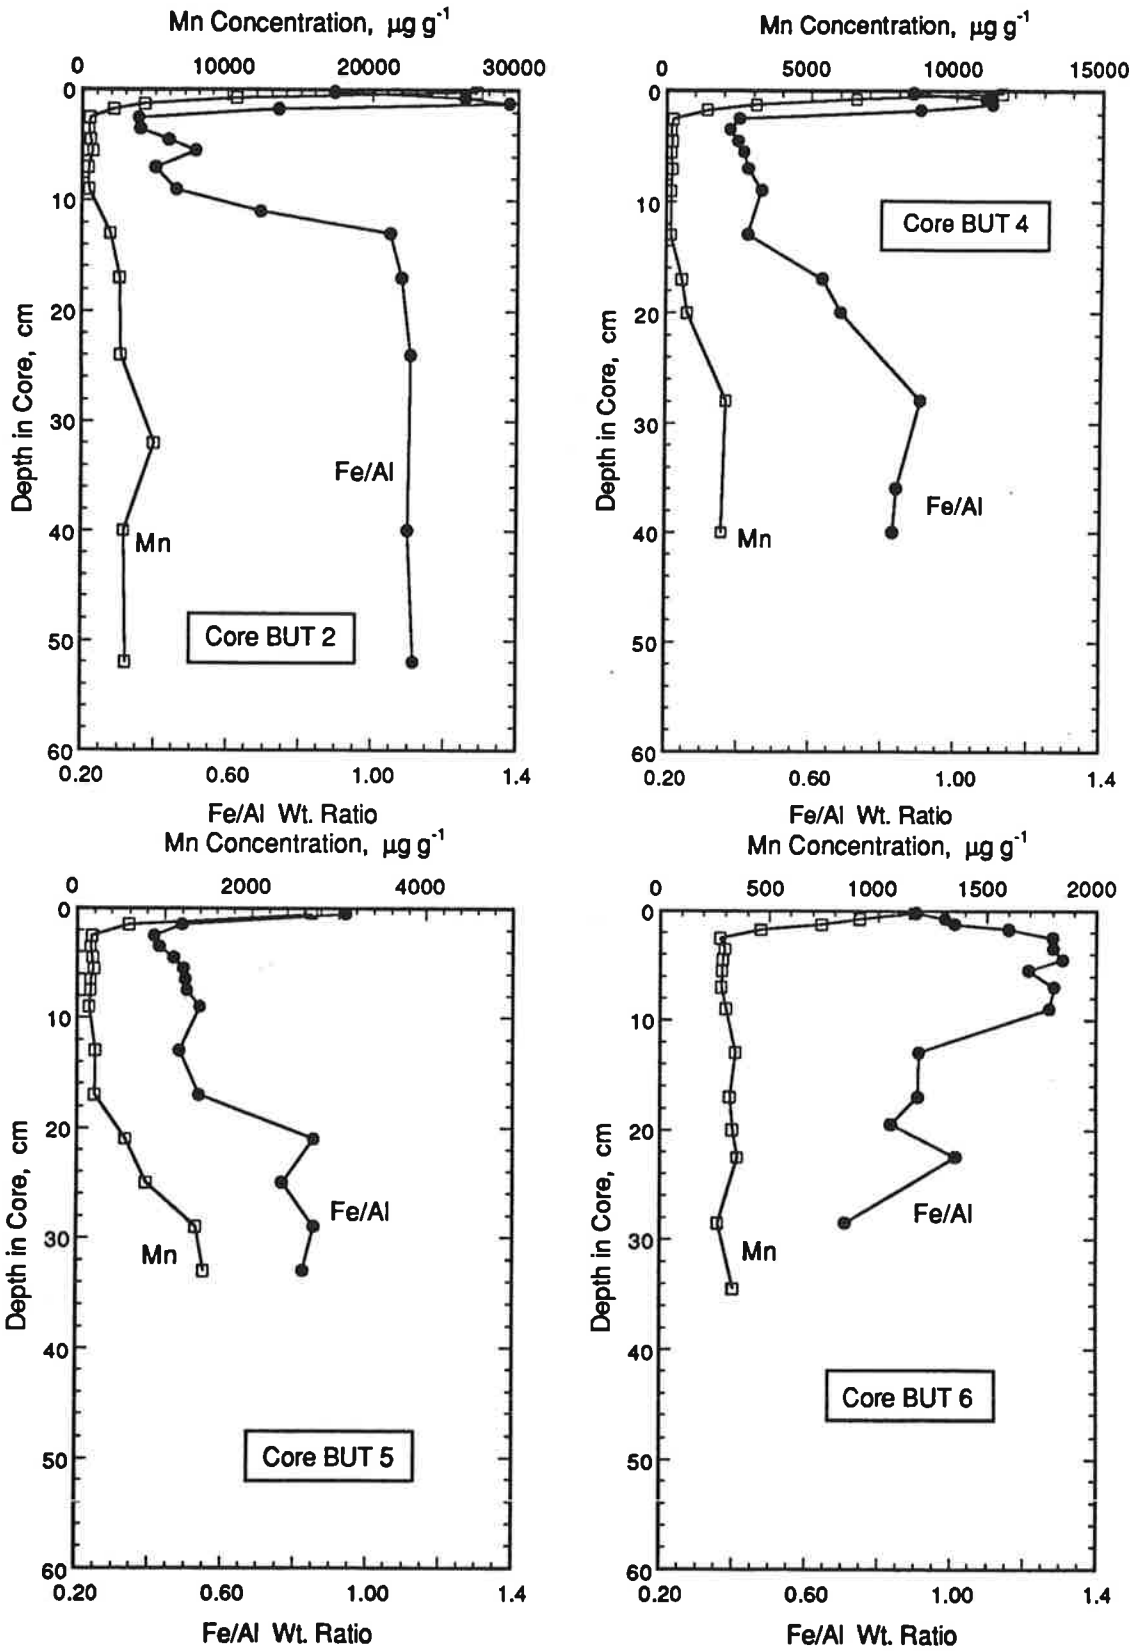 Mn Concentration, µg g⁻¹
0 10000 20000 30000
0
10
20
30
40
50
60
Depth in Core, cm
Fe/Al
Mn
Core BUT 2
0.20 0.60 1.00 1.4
Fe/Al Wt. Ratio
Mn Concentration, µg g⁻¹
0 5000 10000 15000
0
10
20
30
40
50
60
Depth in Core, cm
Core BUT 4
Fe/Al
Mn
0.20 0.60 1.00 1.4
Fe/Al Wt. Ratio
Mn Concentration, µg g⁻¹
0 2000 4000
0
10
20
30
40
50
60
Depth in Core, cm
Fe/Al
Mn
Core BUT 5
0.20 0.60 1.00 1.4
Fe/Al Wt. Ratio
Mn Concentration, µg g⁻¹
0 500 1000 1500 2000
0
10
20
30
40
50
60
Depth in Core, cm
Fe/Al
Mn
Core BUT 6
0.20 0.60 1.00 1.4
Fe/Al Wt. Ratio